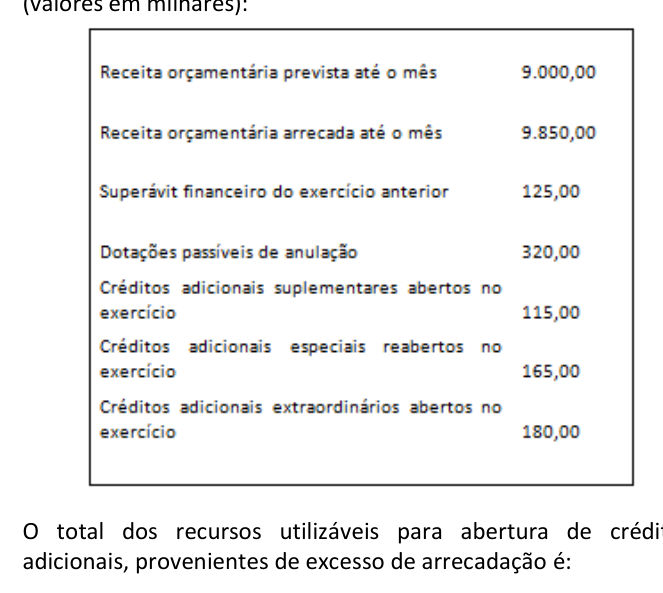 (valores em milhares):
Receita orçamentária prevista até o mês 9.000,00
Receita orçamentária arrecada até o mês 9.850,00
Superávit financeiro do exercício anterior 125,00
Dotações passíveis de anulação 320,00
Créditos adicionais suplementares abertos no
exercício 115,00
Créditos adicionais especiais reabertos no
exercício 165,00
Créditos adicionais extraordinários abertos no
exercício 180,00
O total dos recursos utilizáveis para abertura de
adicionais, provenientes de excesso de arrecadação é: